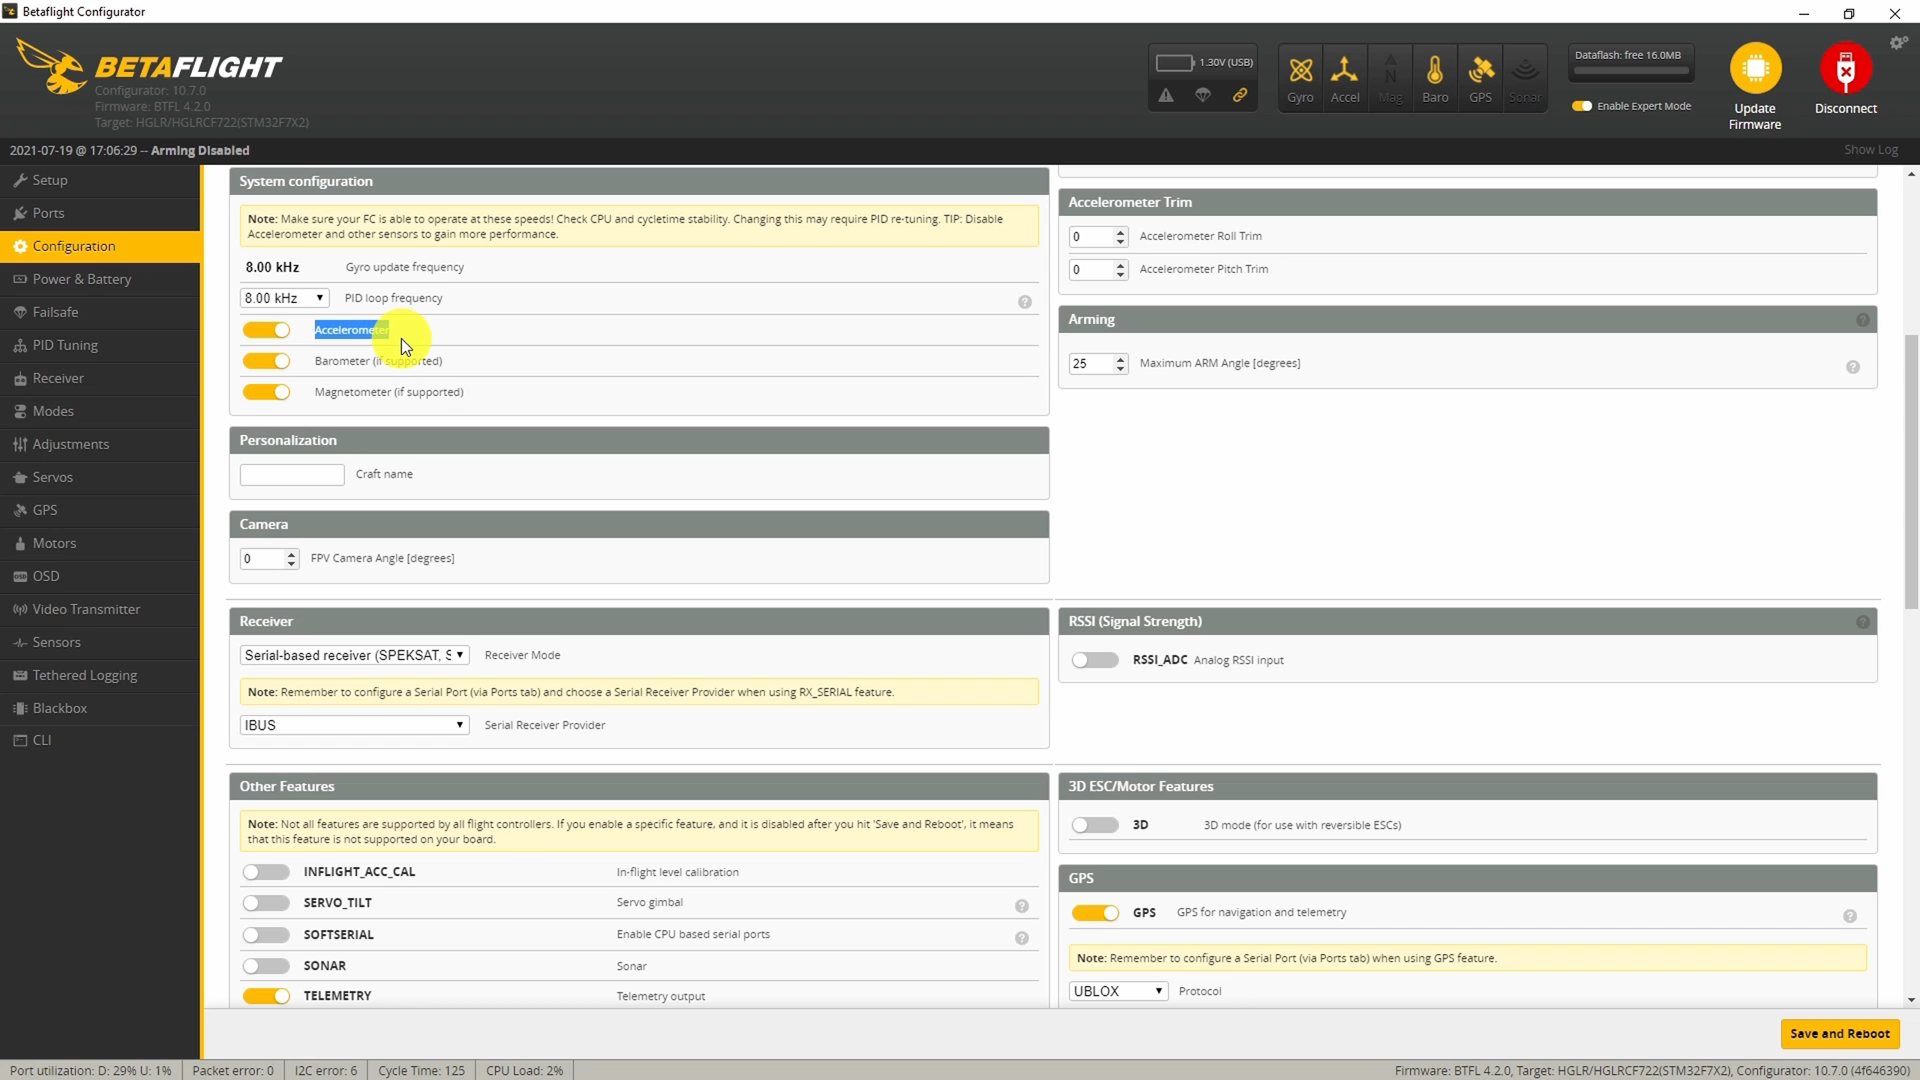 Betaflight Configurator
BETAFLIGHT
Configurator: 10.7.0
Firmware: BTFL 4.2.0
Target: HGLR/HGLRCF722(STM32F7X2)
1.30V (USB)
Gyro
Accel
Mag
Baro
GPS
Sonar
Dataflash: free 16.0MB
Enable Expert Mode
Update
Firmware
Disconnect
2021-07-19 @ 17:06:29 -- Arming Disabled
Show Log
Setup
Ports
Configuration
Power & Battery
Failsafe
PID Tuning
Receiver
Modes
Adjustments
Servos
GPS
Motors
OSD
Video Transmitter
Sensors
Tethered Logging
Blackbox
CLI
System configuration
Note: Make sure your FC is able to operate at these speeds! Check CPU and cycletime stability. Changing this may require PID re-tuning. TIP: Disable
Accelerometer and other sensors to gain more performance.
8.00 kHz Gyro update frequency
8.00 kHz PID loop frequency
Accelerometer
Barometer (if supported)
Magnetometer (if supported)
Personalization
Craft name
Camera
0 FPV Camera Angle [degrees]
Accelerometer Trim
0 Accelerometer Roll Trim
0 Accelerometer Pitch Trim
Arming
25 Maximum ARM Angle [degrees]
Receiver
Serial-based receiver (SPEKSAT, S Receiver Mode
Note: Remember to configure a Serial Port (via Ports tab) and choose a Serial Receiver Provider when using RX_SERIAL feature.
IBUS Serial Receiver Provider
RSSI (Signal Strength)
RSSI_ADC Analog RSSI input
Other Features
Note: Not all features are supported by all flight controllers. If you enable a specific feature, and it is disabled after you hit 'Save and Reboot', it means
that this feature is not supported on your board.
INFLIGHT_ACC_CAL In-flight level calibration
SERVO_TILT Servo gimbal
SOFTSERIAL Enable CPU based serial ports
SONAR Sonar
TELEMETRY Telemetry output
3D ESC/Motor Features
3D 3D mode (for use with reversible ESCs)
GPS
GPS GPS for navigation and telemetry
Note: Remember to configure a Serial Port (via Ports tab) when using GPS feature.
UBLOX Protocol
Save and Reboot
Port utilization: D: 29% U: 1%
Packet error: 0
I2C error: 6
Cycle Time: 125
CPU Load: 2%
Firmware: BTFL 4.2.0, Target: HGLR/HGLRCF722(STM32F7X2), Configurator: 10.7.0 (4f646390)